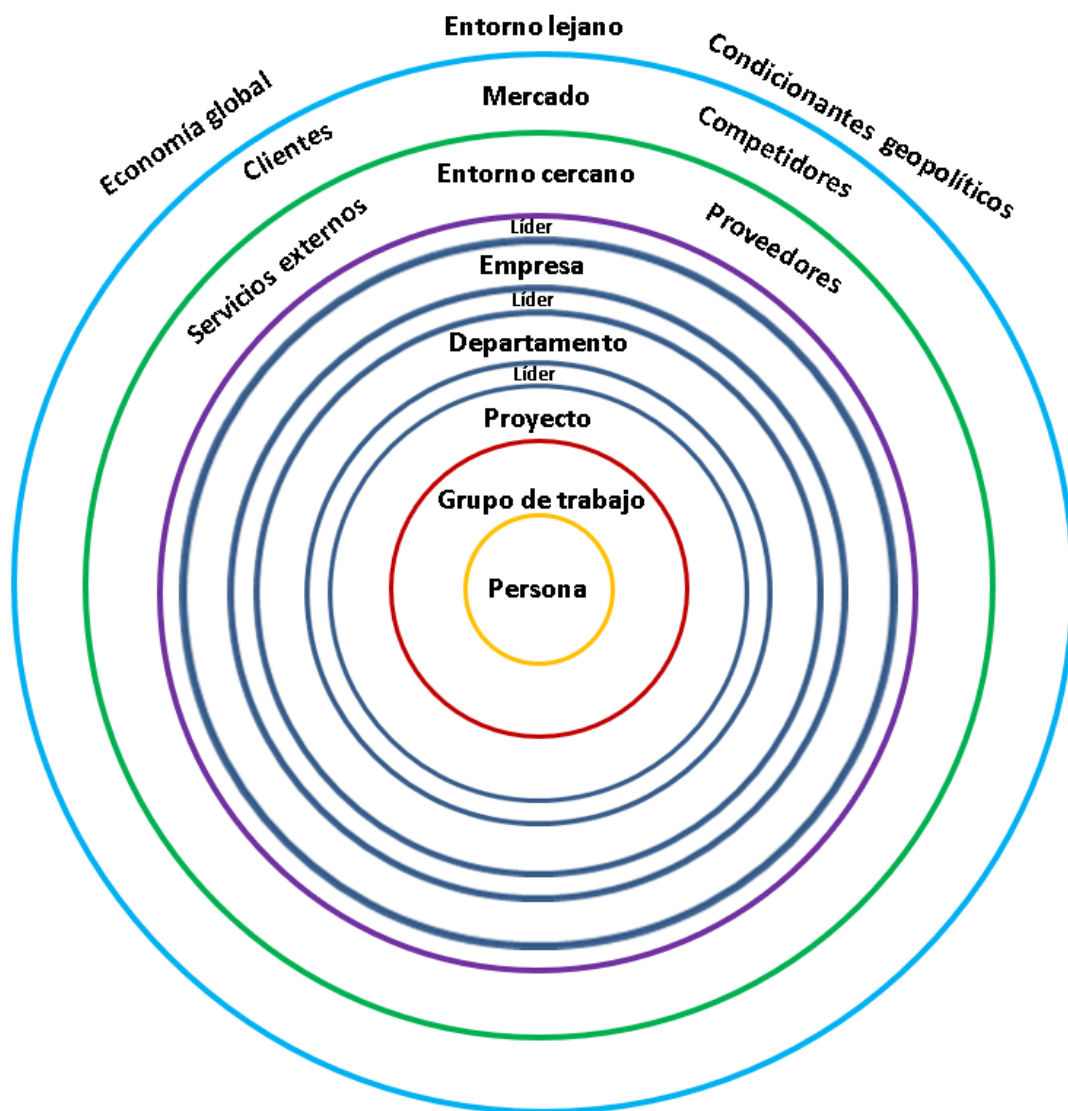 Entorno lejano
Economía global
Condicionantes geopolíticos
Mercado
Clientes
Competidores
Entorno cercano
Servicios externos
Proveedores
Líder
Empresa
Líder
Departamento
Líder
Proyecto
Grupo de trabajo
Persona